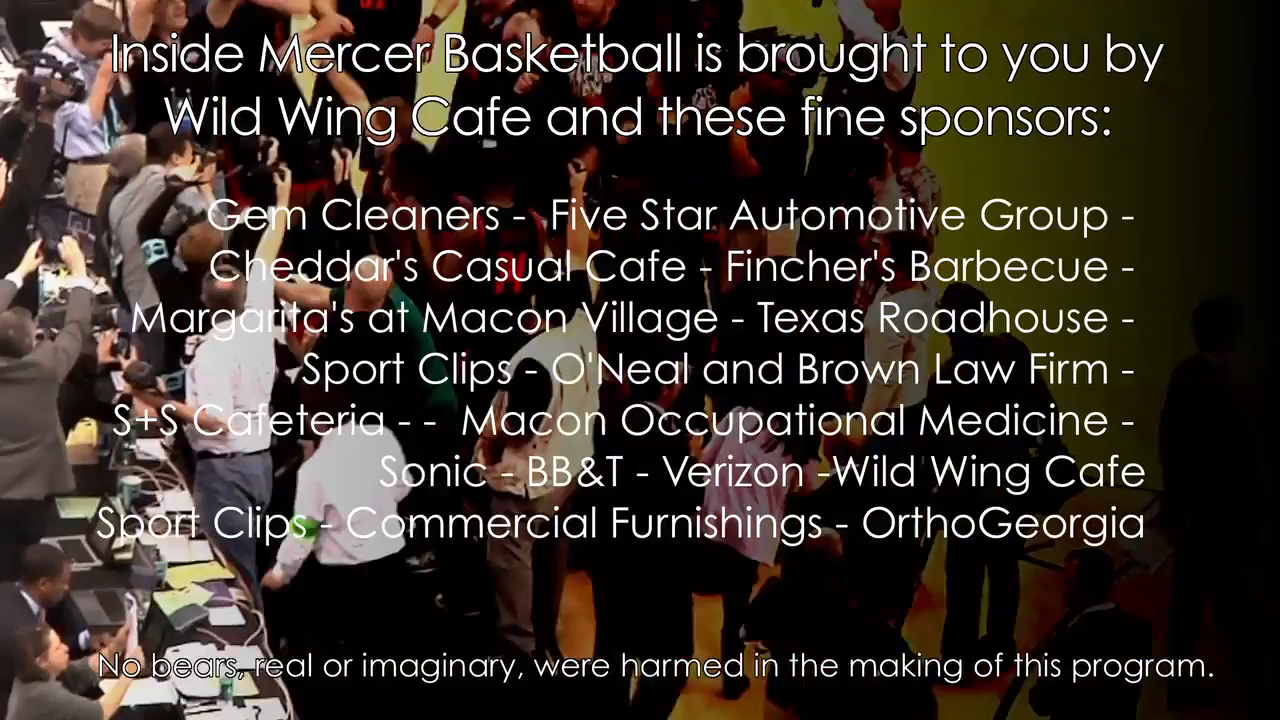 Inside Mercer Basketball is brought to you by
Wild Wing Cafe and these fine sponsors:
Gem Cleaners - Five Star Automotive Group -
Cheddar's Casual Cafe - Fincher's Barbecue -
Margarita's at Macon Village - Texas Roadhouse -
Sport Clips - O'Neal and Brown Law Firm -
S+S Cafeteria - - Macon Occupational Medicine -
Sonic - BB&T - Verizon -Wild Wing Cafe
Sport Clips - Commercial Furnishings - OrthoGeorgia
No bears, real or imaginary, were harmed in the making of this program.